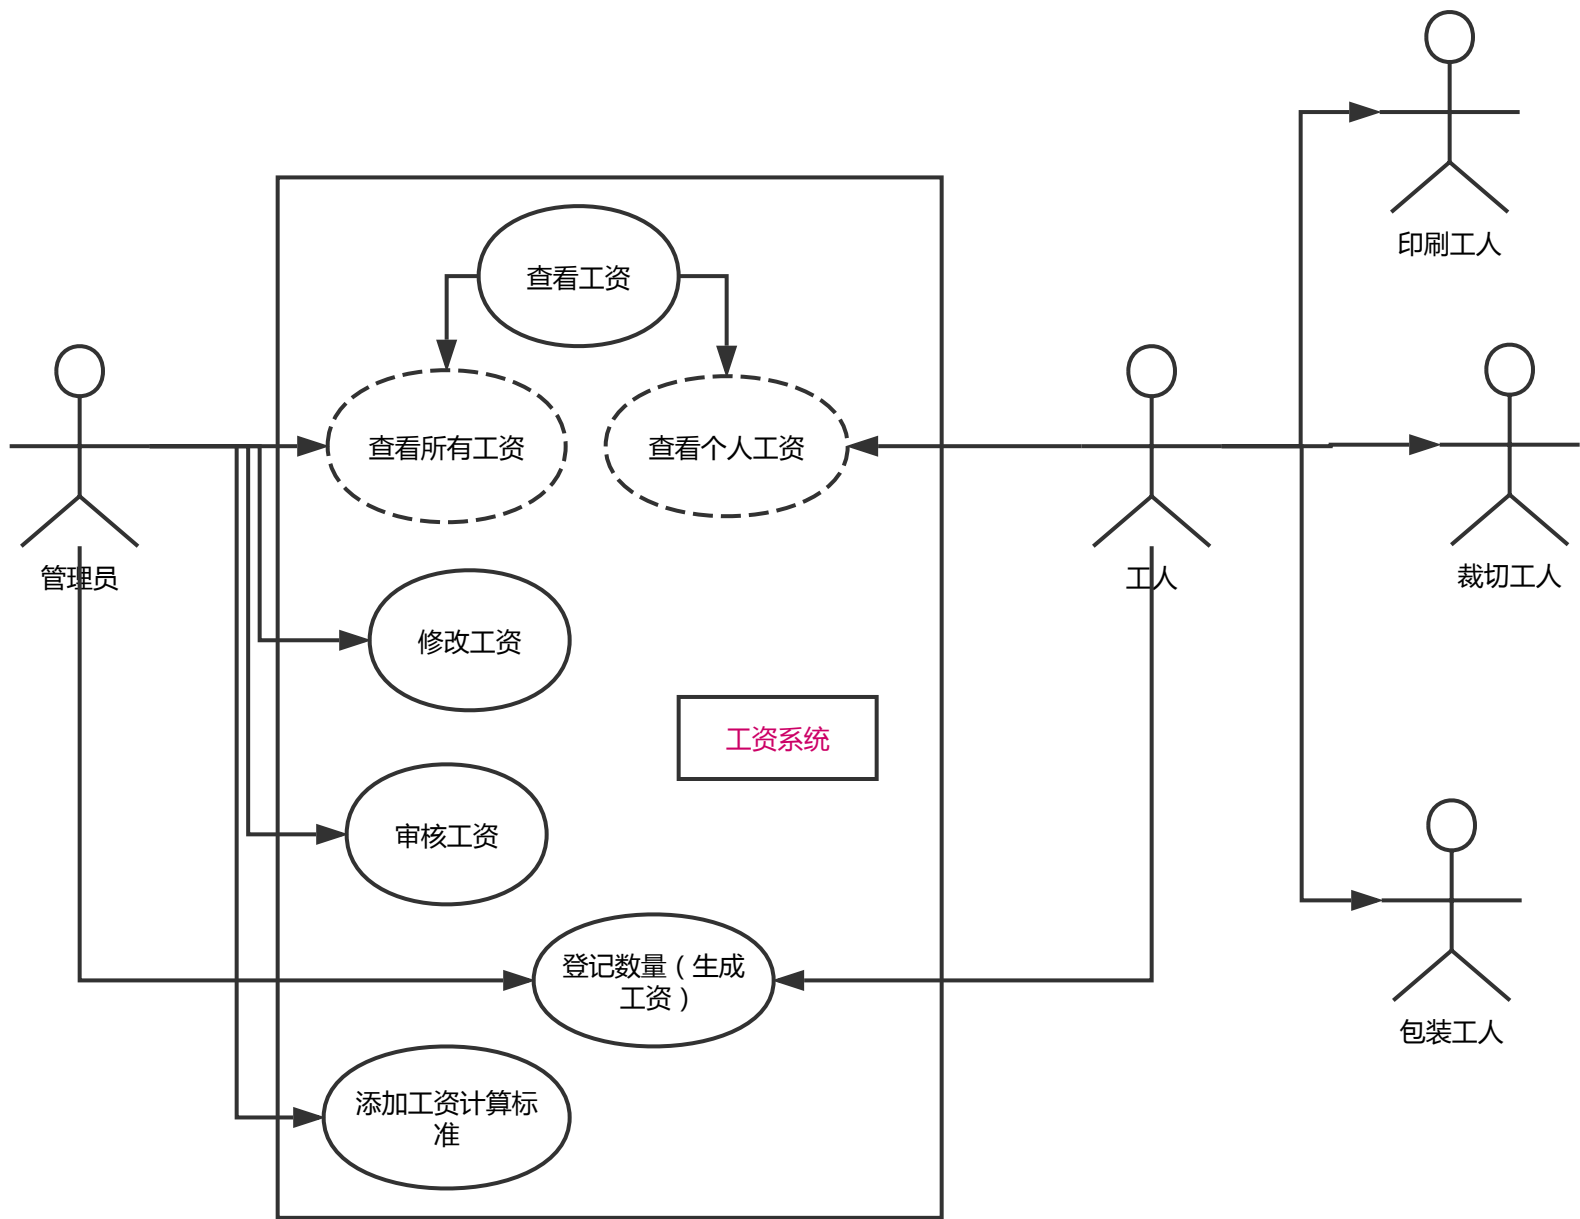 印刷工人
查看工资
查看所有工资
查看个人工资
管理员
工人
裁切工人
修改工资
工资系统
审核工资
登记数量（生成
工资）
包装工人
添加工资计算标
准